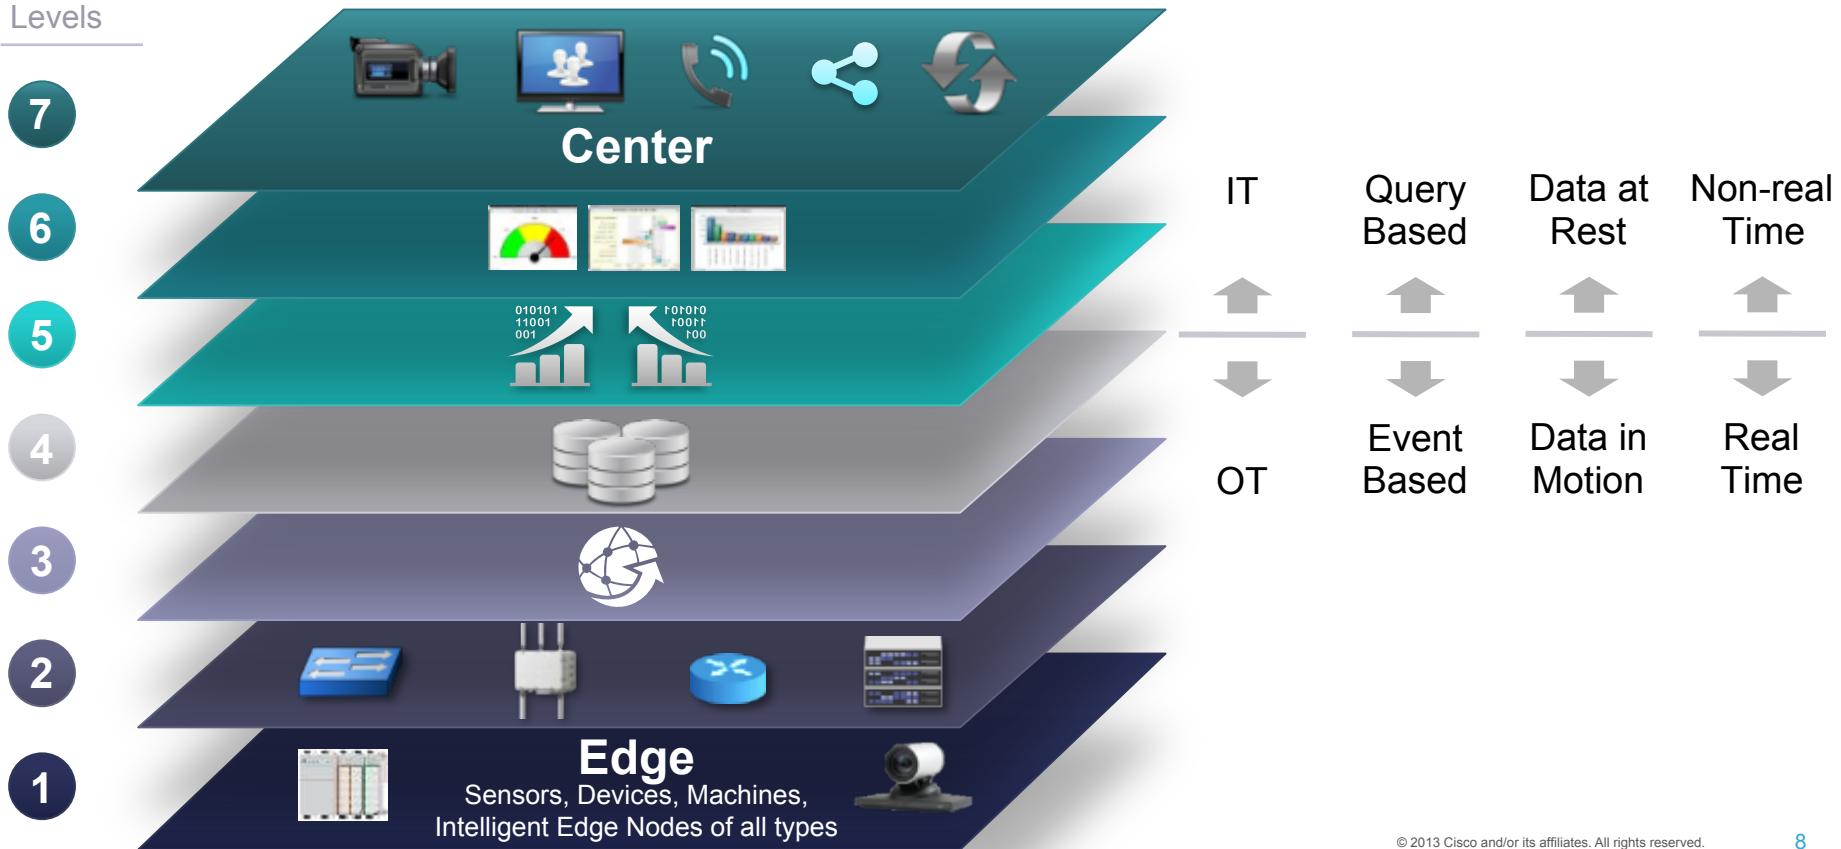 Levels
7
Center
6
5
010101
11001
001
4
3
2
1
Edge
Sensors, Devices, Machines,
Intelligent Edge Nodes of all types
IT
Query
Based
Data at
Rest
Non-real
Time
OT
Event
Based
Data in
Motion
Real
Time
© 2013 Cisco and/or its affiliates. All rights reserved.
8